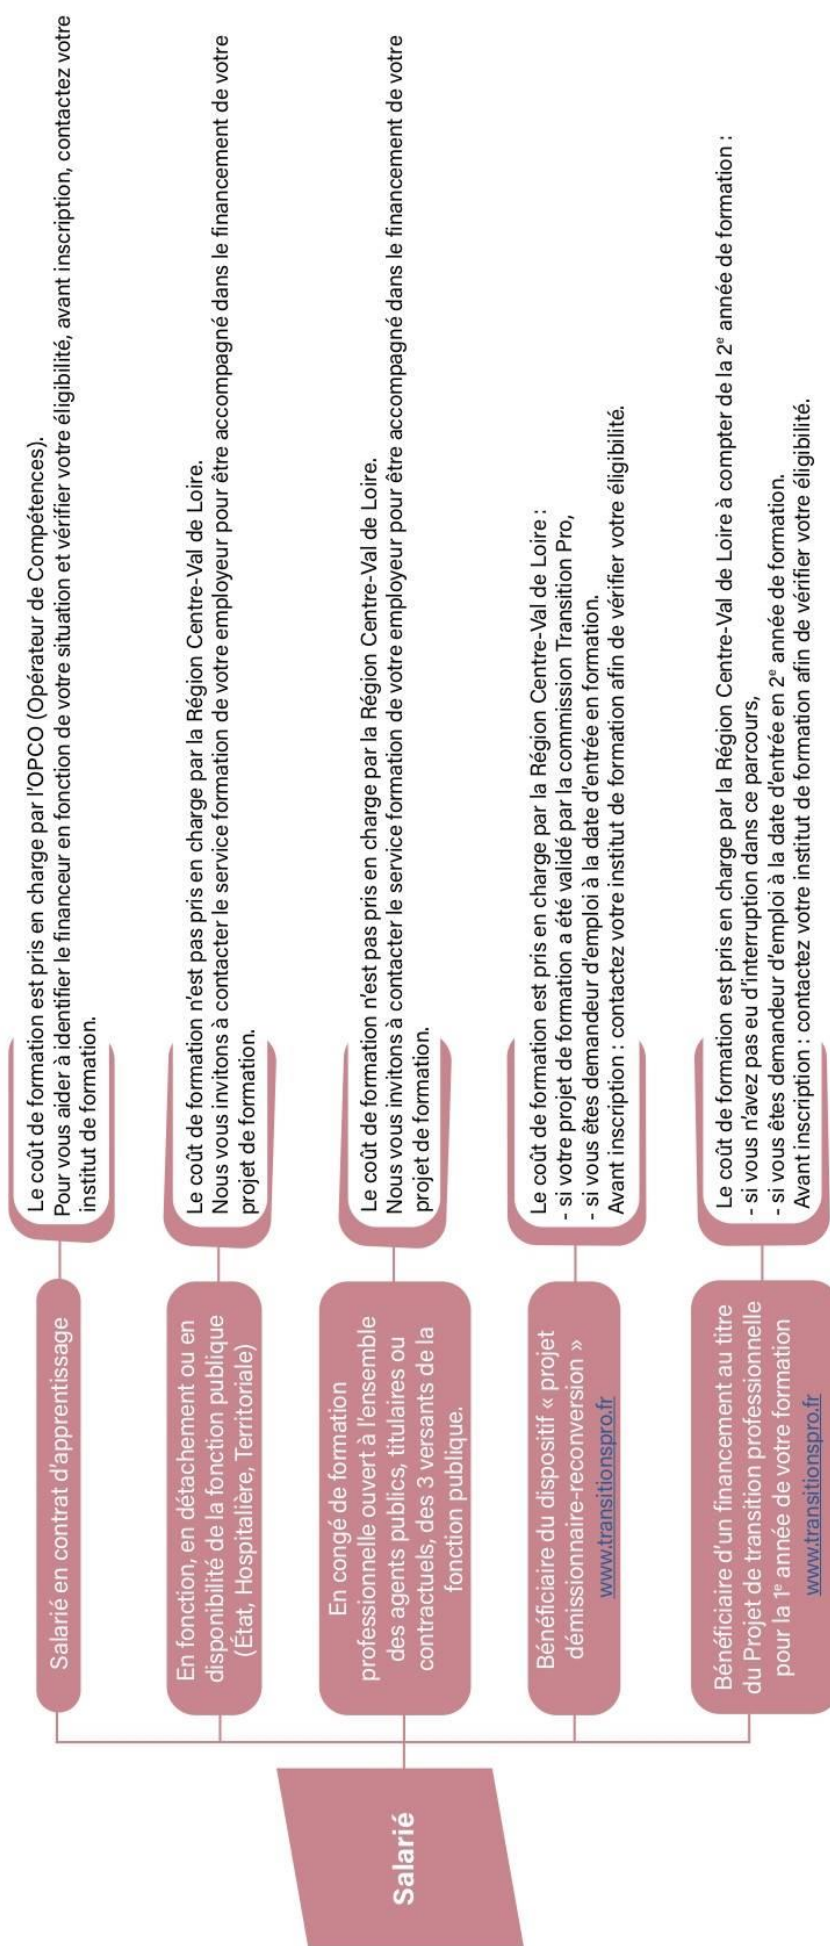 Salarié
Salarié en contrat d'apprentissage
Le coût de formation est pris en charge par l'OPCO (Opérateur de Compétences).
Pour vous aider à identifier le financeur en fonction de votre situation et vérifier votre éligibilité, avant inscription, contactez votre
institut de formation.
En fonction, en détachement ou en
disponibilité de la fonction publique
(État, Hospitalière, Territoriale)
Le coût de formation n'est pas pris en charge par la Région Centre-Val de Loire.
Nous vous invitons à contacter le service formation de votre employeur pour être accompagné dans le financement de votre
projet de formation.
En congé de formation
professionnelle ouvert à l'ensemble
des agents publics, titulaires ou
contractuels, des 3 versants de la
fonction publique.
Le coût de formation n'est pas pris en charge par la Région Centre-Val de Loire.
Nous vous invitons à contacter le service formation de votre employeur pour être accompagné dans le financement de votre
projet de formation.
Bénéficiaire du dispositif « projet
démissionnaire-reconversion »
www.transitionspro.fr
Le coût de formation est pris en charge par la Région Centre-Val de Loire :
- si votre projet de formation a été validé par la commission Transition Pro,
- si vous êtes demandeur d'emploi à la date d'entrée en formation.
Avant inscription : contactez votre institut de formation afin de vérifier votre éligibilité.
Bénéficiaire d'un financement au titre
du Projet de transition professionnelle
pour la 1e année de votre formation
www.transitionspro.fr
Le coût de formation est pris en charge par la Région Centre-Val de Loire à compter de la 2e année de formation :
- si vous n'avez pas eu d'interruption dans ce parcours,
- si vous êtes demandeur d'emploi à la date d'entrée en 2e année de formation.
Avant inscription : contactez votre institut de formation afin de vérifier votre éligibilité.